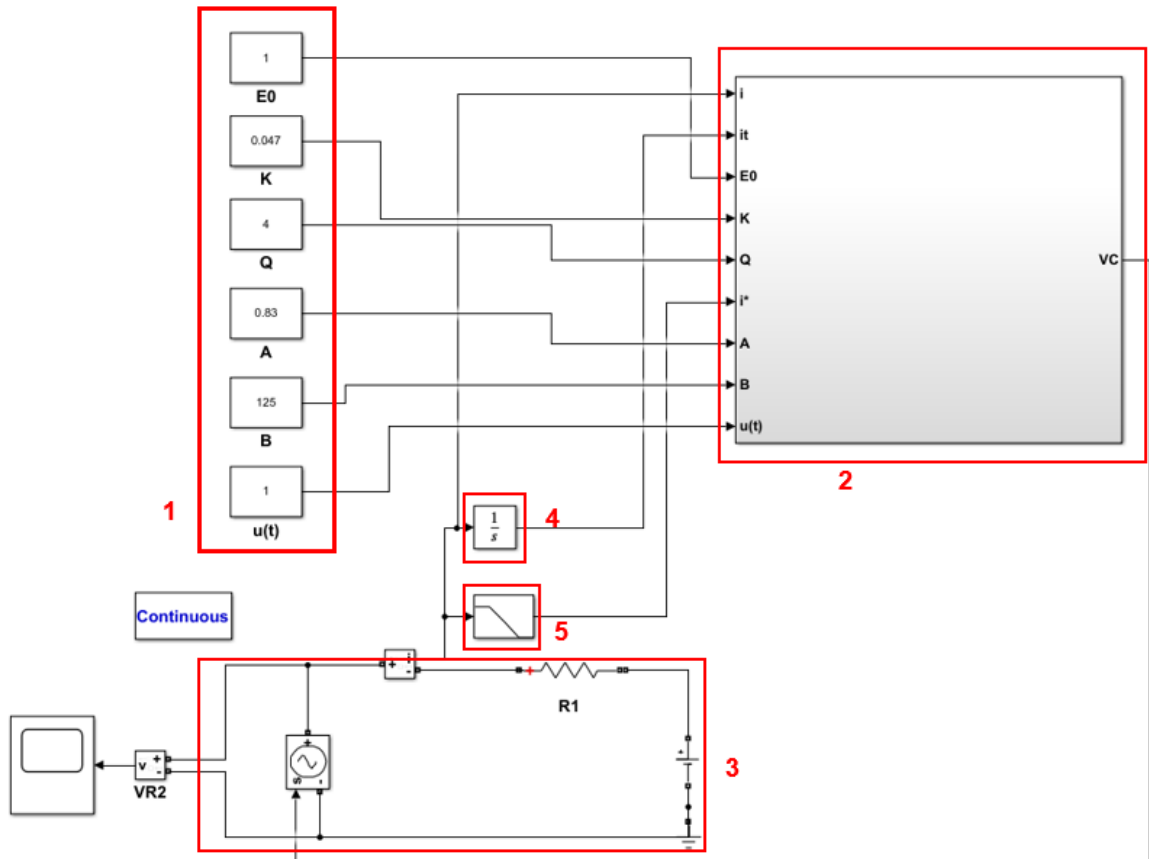 1
E0
0.047
K
4
Q
0.83
A
125
B
1
u(t)
1
i
it
E0
K
Q
i*
A
B
u(t)
VC
2
1
s
4
5
Continuous
+
i
-
+
R1
v
+
-
VR2
+
s
-
+
3